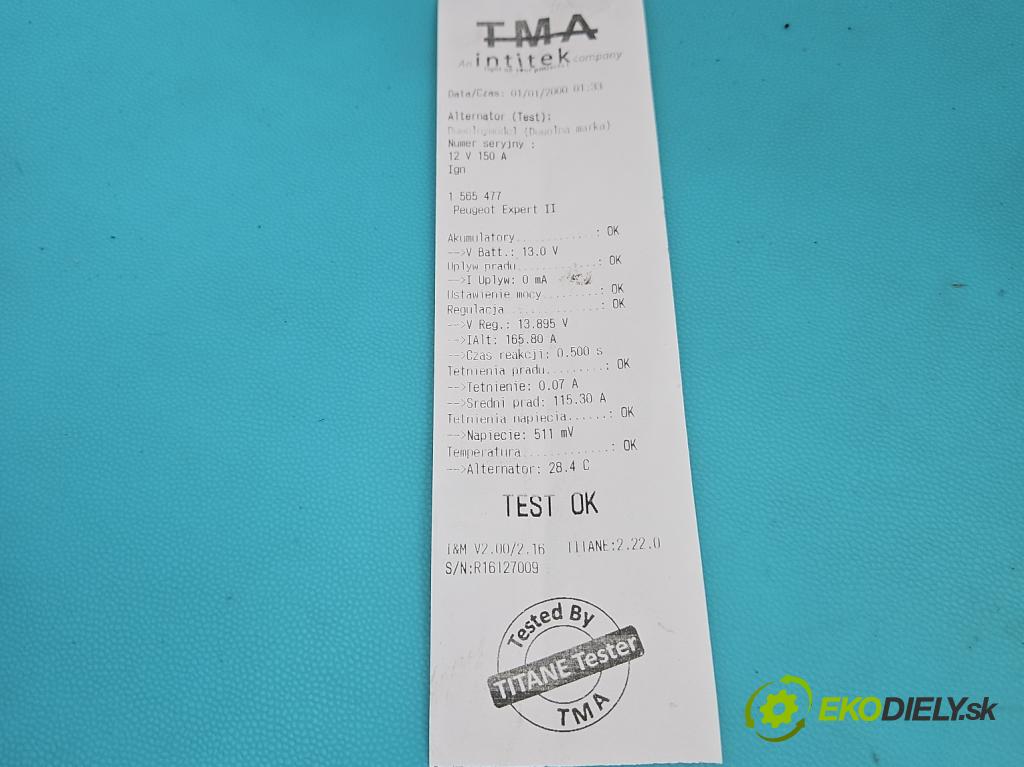 TMA
An intitek company
Data/Czas: 01/01/2000 01:33
Alternator (Test):
Dowolnymodel (Dowolna marka)
Numer seryjny :
12 V 150 A
Ign
1 565 477
Peugeot Expert II
Akumulatory............: OK
-->V Batt.: 13.0 V
Uplyw pradu............: OK
-->I Uplyw: 0 mA
Ustawienie mocy........: OK
Regulacja..............: OK
-->V Reg.: 13.895 V
-->IAlt: 165.80 A
-->Czas reakcji: 0.500 s
Tetnienia pradu........: OK
-->Tetnienie: 0.07 A
-->Sredni prad: 115.30 A
Tetnienia napiecia.....: OK
-->Napiecie: 511 mV
Temperatura............: OK
-->Alternator: 28.4 C
TEST OK
T&M V2.00/2.16 TITANE:2.22.0
S/N:R16127009
Tested By
TITANE Tester
TMA
EKODIELY.sk